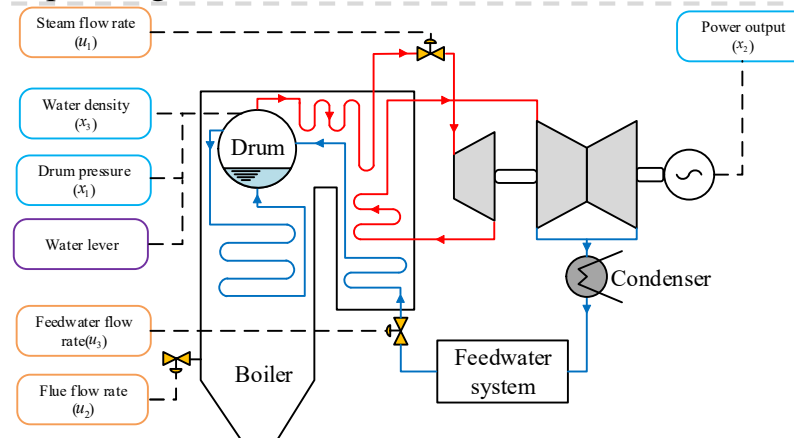 Steam flow rate
(u₁)
Power output
(x₂)
Water density
(x₃)
Drum
Drum pressure
(x₁)
Water lever
Condenser
Feedwater flow
rate(u₃)
Feedwater
system
Boiler
Flue flow rate
(u₂)